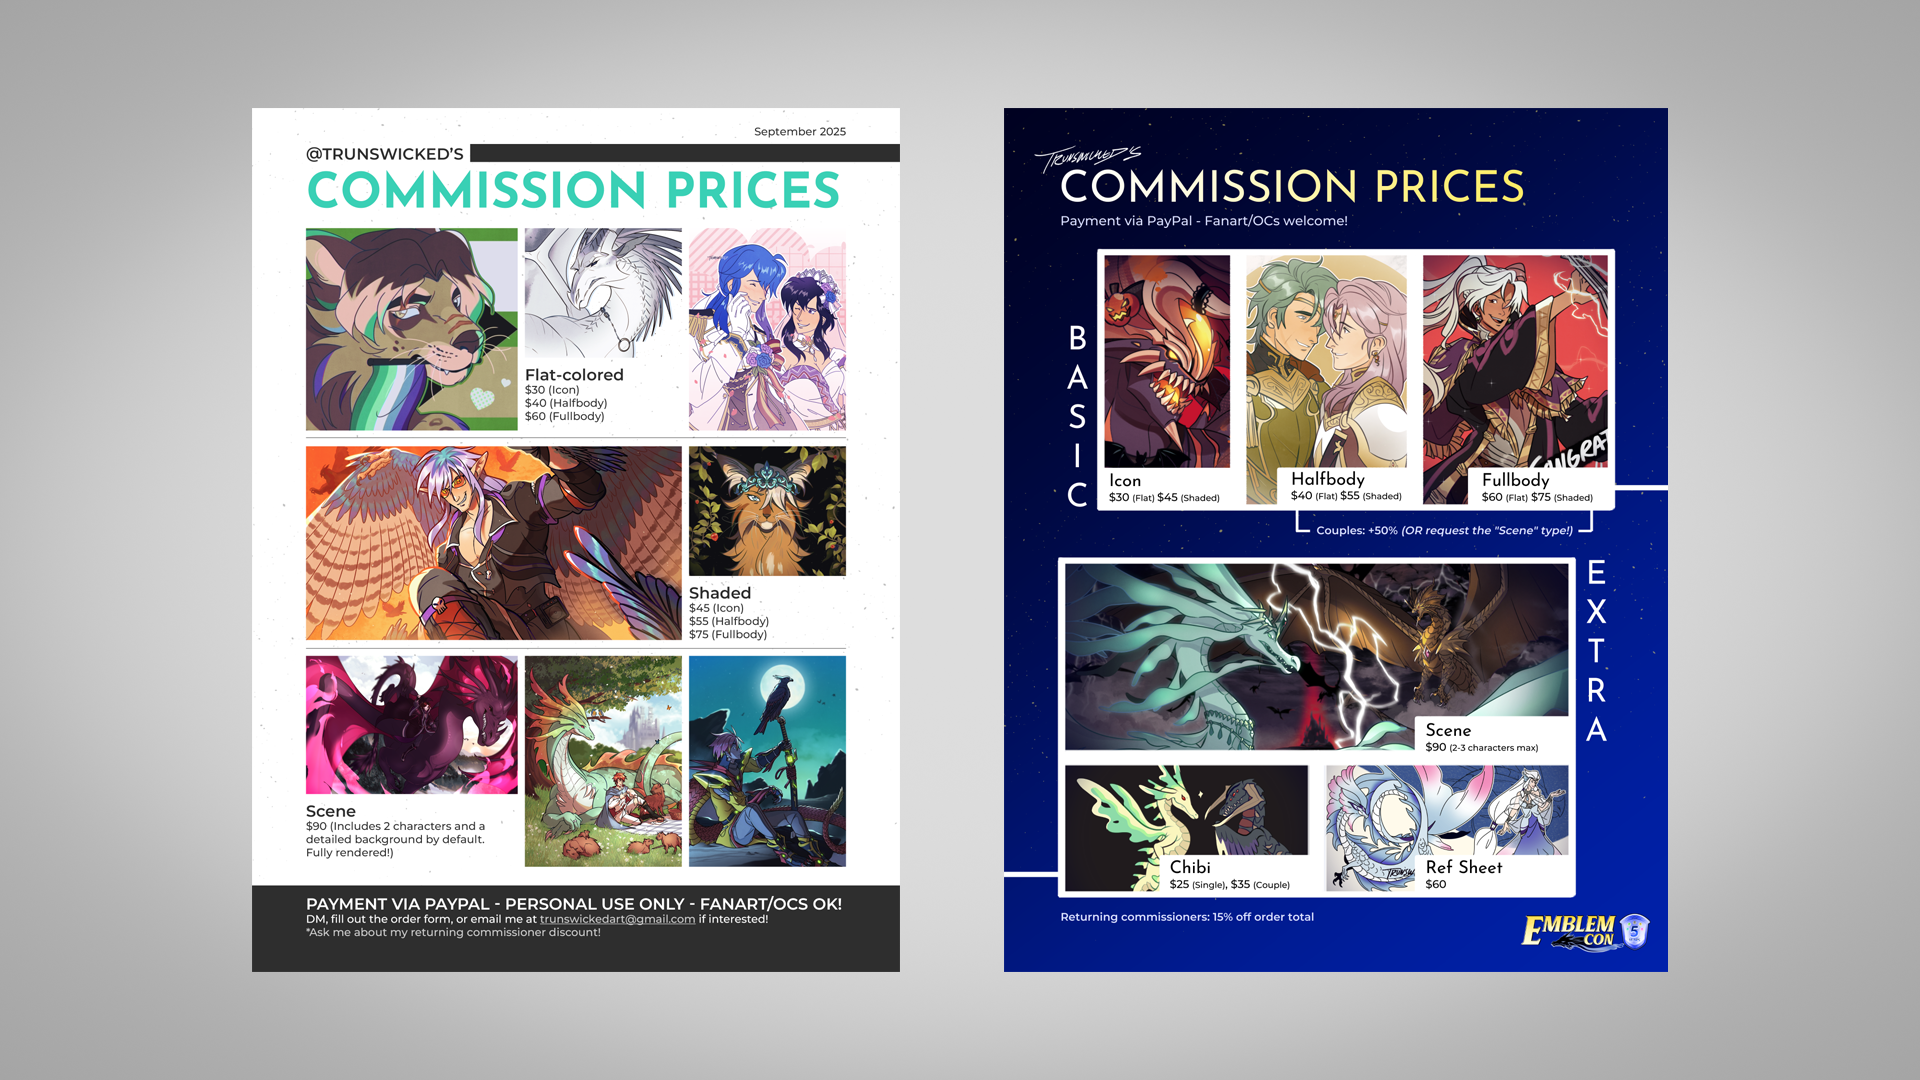 September 2025
@TRUNSWICKED'S
COMMISSION PRICES
Flat-colored
$30 (Icon)
$40 (Halfbody)
$60 (Fullbody)
Shaded
$45 (Icon)
$55 (Halfbody)
$75 (Fullbody)
Scene
$90 (Includes 2 characters and a
detailed background by default.
Fully rendered!)
PAYMENT VIA PAYPAL - PERSONAL USE ONLY - FANART/OCS OK!
DM, fill out the order form, or email me at trunswickedart@gmail.com if interested!
*Ask me about my returning commissioner discount!
TRUNSWICKED'S
COMMISSION PRICES
Payment via PayPal - Fanart/OCs welcome!
BASIC
Icon
$30 (Flat) $45 (Shaded)
Halfbody
$40 (Flat) $55 (Shaded)
Fullbody
$60 (Flat) $75 (Shaded)
Couples: +50% (OR request the "Scene" type!)
EXTRA
Scene
$90 (2-3 characters max)
Chibi
$25 (Single), $35 (Couple)
Ref Sheet
$60
Returning commissioners: 15% off order total
EMBLEM
CON
5